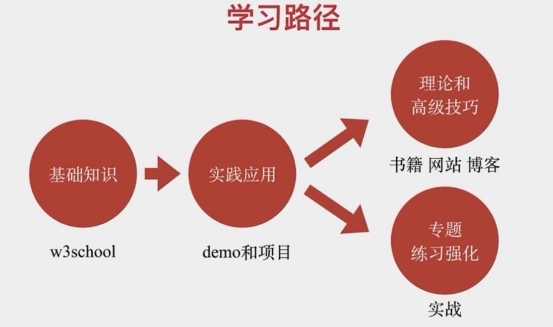 学习路径
基础知识
w3school
实践应用
demo和项目
理论和
高级技巧
书籍 网站 博客
专题
练习强化
实战